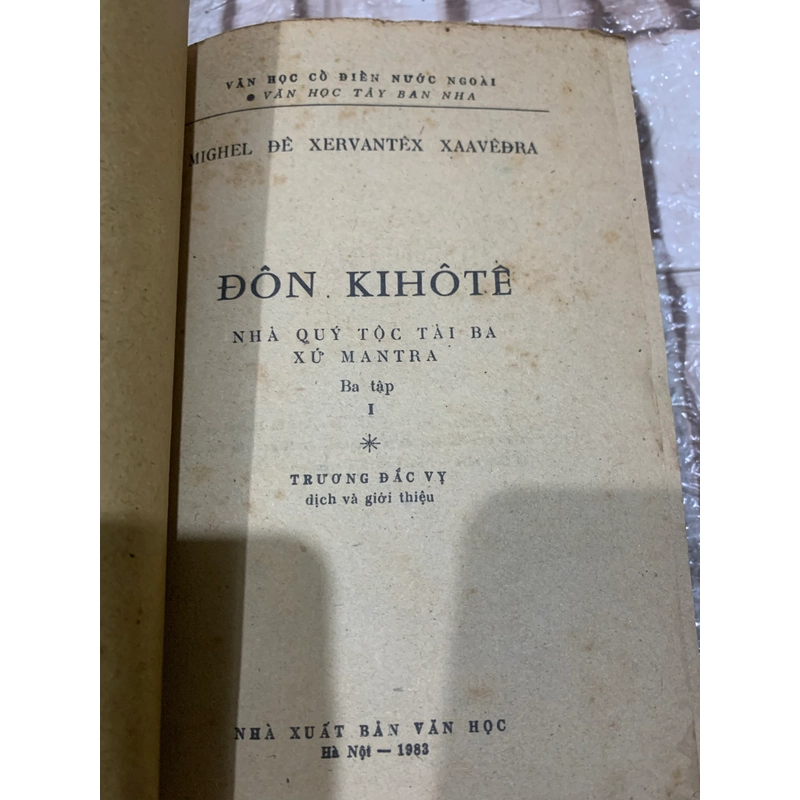 VĂN HỌC CỔ ĐIỂN NƯỚC NGOÀI
● VĂN HỌC TÂY BAN NHA
MIGHEL ĐÊ XERVANTÊX XAAVÊĐRA
ĐÔN KIHÔTÊ
NHÀ QUÝ TỘC TÀI BA
XỨ MANTRA
Ba tập
I
TRƯƠNG ĐẮC VỴ
dịch và giới thiệu
NHÀ XUẤT BẢN VĂN HỌC
Hà Nội — 1983